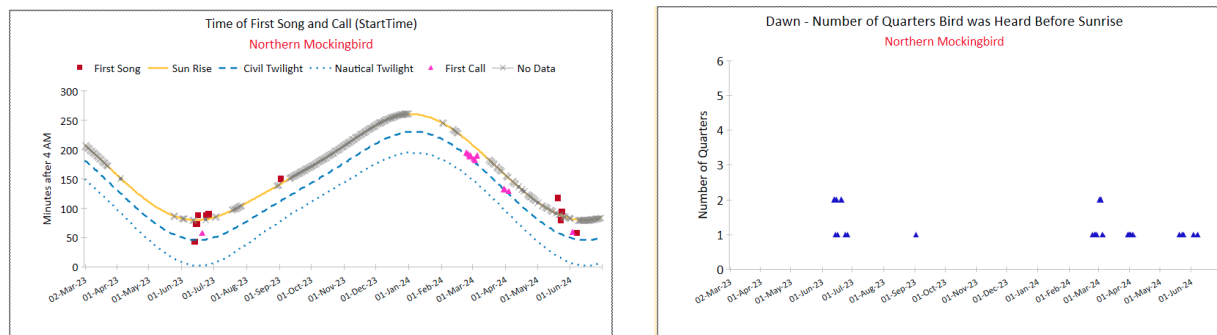 Time of First Song and Call (StartTime)
Northern Mockingbird
First Song Sun Rise Civil Twilight Nautical Twilight First Call No Data
Minutes after 4 AM
300
250
200
150
100
50
0
02-Mar-23 01-Apr-23 01-May-23 01-Jun-23 01-Jul-23 01-Aug-23 01-Sep-23 01-Oct-23 01-Nov-23 01-Dec-23 01-Jan-24 01-Feb-24 01-Mar-24 01-Apr-24 01-May-24 01-Jun-24
Dawn - Number of Quarters Bird was Heard Before Sunrise
Northern Mockingbird
Number of Quarters
6
5
4
3
2
1
0
02-Mar-23 01-Apr-23 01-May-23 01-Jun-23 01-Jul-23 01-Aug-23 01-Sep-23 01-Oct-23 01-Nov-23 01-Dec-23 01-Jan-24 01-Feb-24 01-Mar-24 01-Apr-24 01-May-24 01-Jun-24